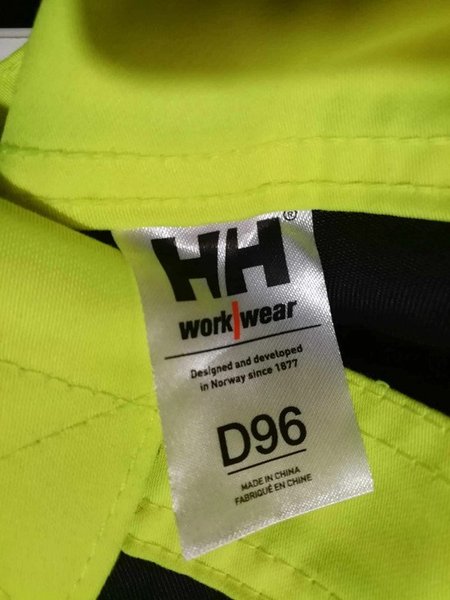 HH®
work|wear
Designed and developed
in Norway since 1877
D96
MADE IN CHINA
FABRIQUÉ EN CHINE